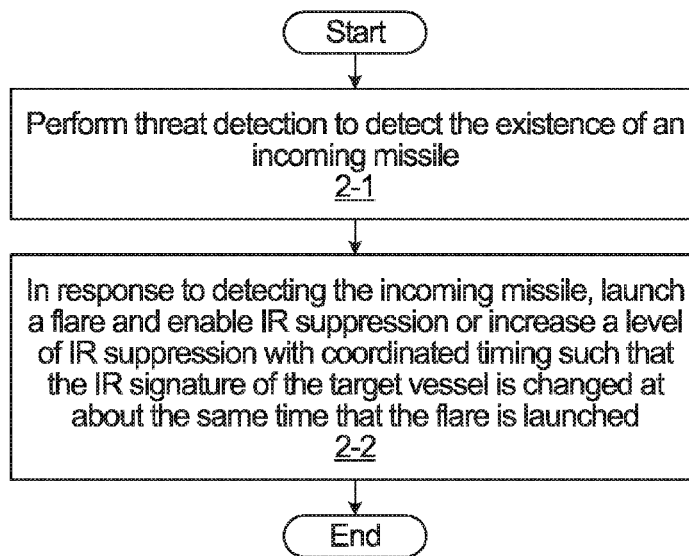 Start
Perform threat detection to detect the existence of an
incoming missile
2-1
In response to detecting the incoming missile, launch
a flare and enable IR suppression or increase a level
of IR suppression with coordinated timing such that
the IR signature of the target vessel is changed at
about the same time that the flare is launched
2-2
End